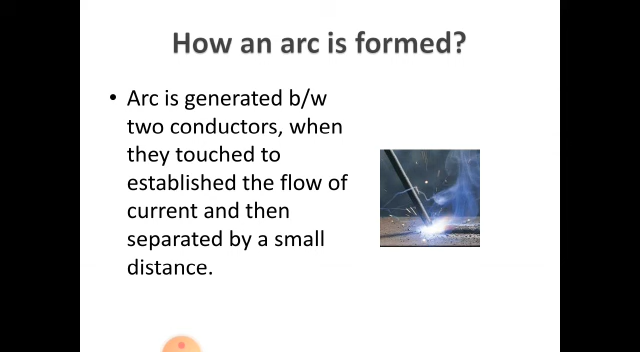 How an arc is formed?
• Arc is generated b/w
two conductors, when
they touched to
established the flow of
current and then
separated by a small
distance.